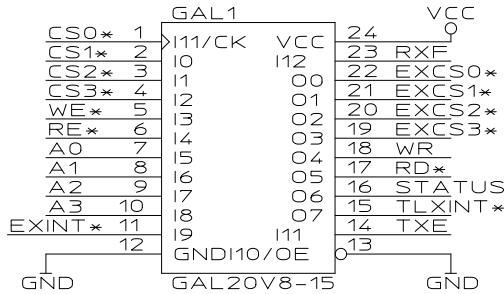 GAL1
VCC
CS0* 1 I11/CK VCC 24
CS1* 2 I0 I12 23 RXF
CS2* 3 I1 O0 22 EXCS0*
CS3* 4 I2 O1 21 EXCS1*
WE* 5 I3 O2 20 EXCS2*
RE* 6 I4 O3 19 EXCS3*
A0 7 I5 O4 18 WR
A1 8 I6 O5 17 RD*
A2 9 I7 O6 16 STATUS
A3 10 I8 O7 15 TLXINT*
EXINT* 11 I9 I11 14 TXE
12 GND I10/OE 13
GND GAL20V8-15 GND